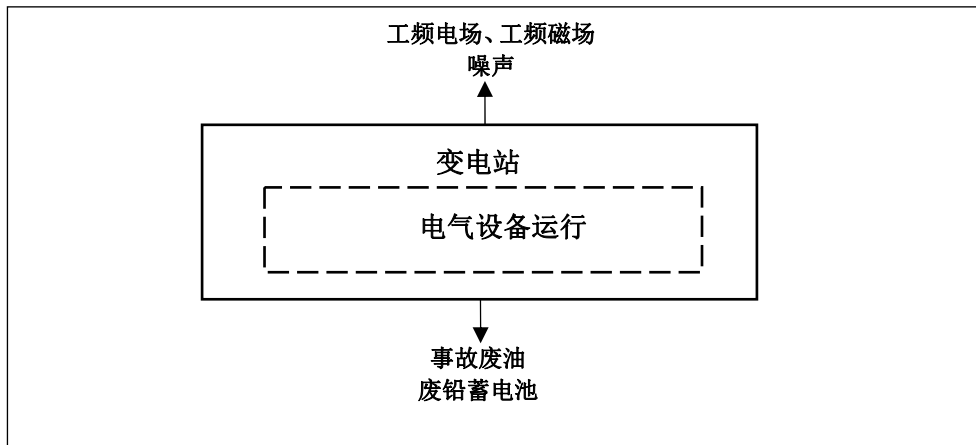 工频电场、工频磁场
噪声
变电站
电气设备运行
事故废油
废铅蓄电池